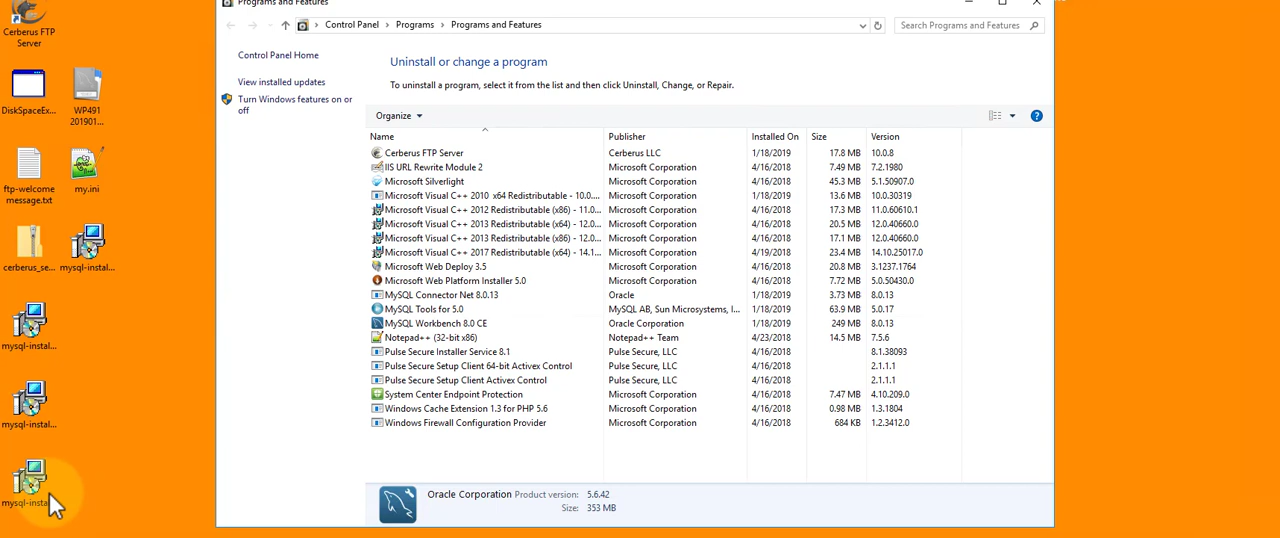 Programs and Features
Control Panel > Programs > Programs and Features
Search Programs and Features
Control Panel Home
View installed updates
Turn Windows features on or
off
Uninstall or change a program
To uninstall a program, select it from the list and then click Uninstall, Change, or Repair.
Organize
Name Publisher Installed On Size Version
Cerberus FTP Server Cerberus LLC 1/18/2019 17.8 MB 10.0.8
IIS URL Rewrite Module 2 Microsoft Corporation 4/16/2018 7.49 MB 7.2.1980
Microsoft Silverlight Microsoft Corporation 4/16/2018 45.3 MB 5.1.50907.0
Microsoft Visual C++ 2010 x64 Redistributable - 10.0.... Microsoft Corporation 4/16/2018 13.6 MB 10.0.30319
Microsoft Visual C++ 2012 Redistributable (x86) - 11.0... Microsoft Corporation 4/16/2018 17.3 MB 11.0.60610.1
Microsoft Visual C++ 2013 Redistributable (x64) - 12.0... Microsoft Corporation 4/16/2018 20.5 MB 12.0.40660.0
Microsoft Visual C++ 2013 Redistributable (x86) - 12.0... Microsoft Corporation 4/16/2018 17.1 MB 12.0.40660.0
Microsoft Visual C++ 2017 Redistributable (x64) - 14.1... Microsoft Corporation 4/19/2018 23.4 MB 14.10.25017.0
Microsoft Web Deploy 3.5 Microsoft Corporation 4/16/2018 20.8 MB 3.1237.1764
Microsoft Web Platform Installer 5.0 Microsoft Corporation 4/16/2018 7.72 MB 5.0.50430.0
MySQL Connector Net 8.0.13 Oracle 1/18/2019 3.73 MB 8.0.13
MySQL Tools for 5.0 MySQL AB, Sun Microsystems, I... 1/18/2019 63.9 MB 5.0.17
MySQL Workbench 8.0 CE Oracle Corporation 1/18/2019 249 MB 8.0.13
Notepad++ (32-bit x86) Notepad++ Team 4/23/2018 14.5 MB 7.5.6
Pulse Secure Installer Service 8.1 Pulse Secure, LLC 4/16/2018 8.1.38093
Pulse Secure Setup Client 64-bit Activex Control Pulse Secure, LLC 4/16/2018 2.1.1.1
Pulse Secure Setup Client Activex Control Pulse Secure, LLC 4/16/2018 2.1.1.1
System Center Endpoint Protection Microsoft Corporation 4/16/2018 7.47 MB 4.10.209.0
Windows Cache Extension 1.3 for PHP 5.6 Microsoft Corporation 4/16/2018 0.98 MB 1.3.1804
Windows Firewall Configuration Provider Microsoft Corporation 4/16/2018 684 KB 1.2.3412.0
Oracle Corporation Product version: 5.6.42
Size: 353 MB
Cerberus FTP
Server
DiskSpaceEx...
WP491
201901...
ftp-welcome
message.txt
my.ini
cerberus_se...
mysql-instal...
mysql-instal...
mysql-instal...
mysql-insta